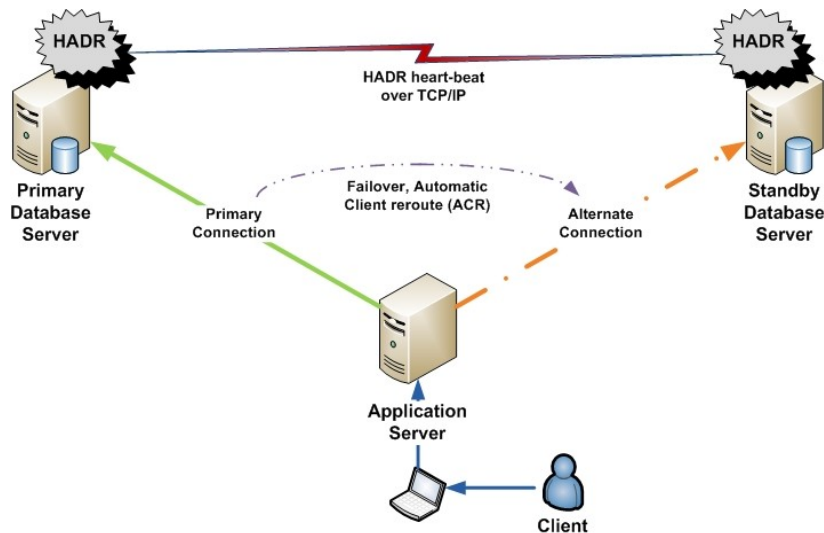 HADR
HADR
HADR heart-beat
over TCP/IP
Primary
Database
Server
Failover, Automatic
Client reroute (ACR)
Primary
Connection
Alternate
Connection
Standby
Database
Server
Application
Server
Client